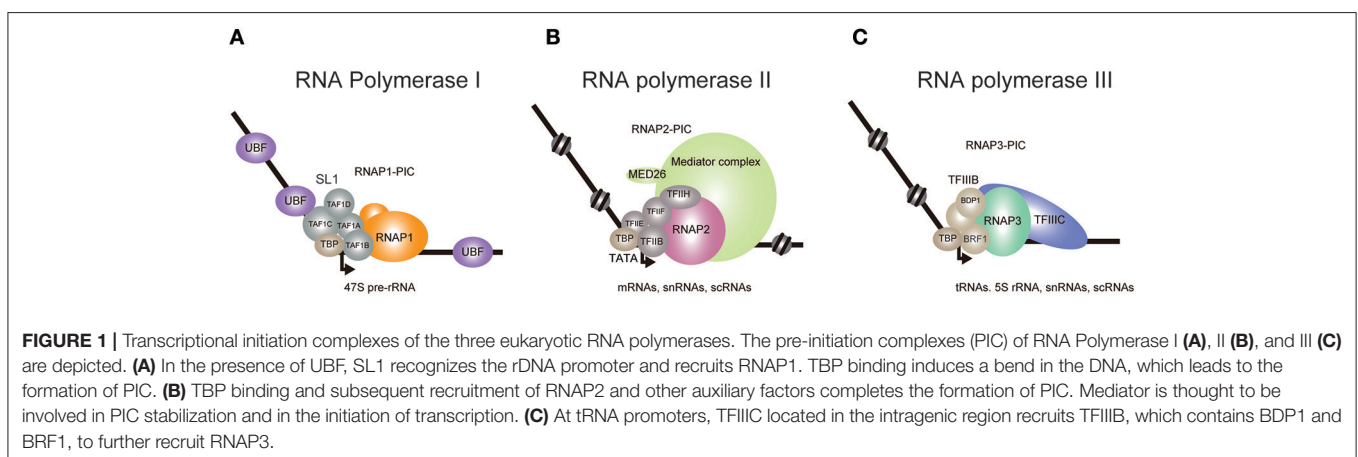 A
B
C
RNA Polymerase I
RNA polymerase II
RNA polymerase III
UBF
UBF
SL1
RNAP1-PIC
TAF1D
TAF1C
TAF1A
TBP
TAF1B
RNAP1
UBF
47S pre-rRNA
RNAP2-PIC
Mediator complex
MED26
TFIIH
TFIIF
TFIIE
TBP
TFIIB
RNAP2
TATA
mRNAs, snRNAs, scRNAs
RNAP3-PIC
TFIIIB
BDP1
RNAP3
TFIIIC
TBP
BRF1
tRNAs. 5S rRNA, snRNAs, scRNAs
FIGURE 1 | Transcriptional initiation complexes of the three eukaryotic RNA polymerases. The pre-initiation complexes (PIC) of RNA Polymerase I (A), II (B), and III (C)
are depicted. (A) In the presence of UBF, SL1 recognizes the rDNA promoter and recruits RNAP1. TBP binding induces a bend in the DNA, which leads to the
formation of PIC. (B) TBP binding and subsequent recruitment of RNAP2 and other auxiliary factors completes the formation of PIC. Mediator is thought to be
involved in PIC stabilization and in the initiation of transcription. (C) At tRNA promoters, TFIIIC located in the intragenic region recruits TFIIIB, which contains BDP1 and
BRF1, to further recruit RNAP3.